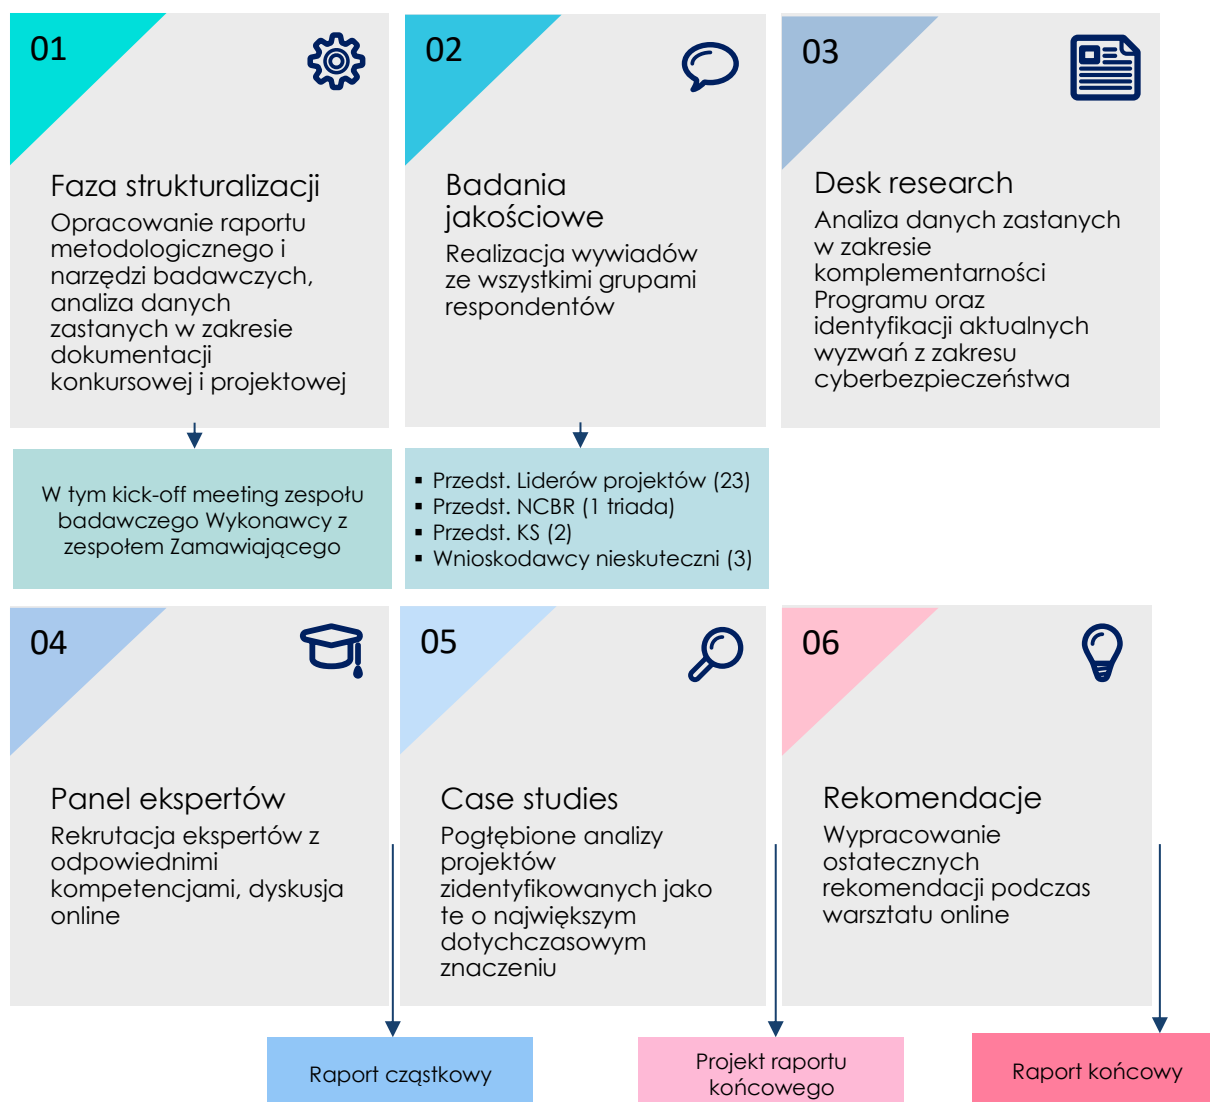 01
Faza strukturalizacji
Opracowanie raportu
metodologicznego i
narzędzi badawczych,
analiza danych
zastanych w zakresie
dokumentacji
konkursowej i projektowej
W tym kick-off meeting zespołu
badawczego Wykonawcy z
zespołem Zamawiającego
02
Badania
jakościowe
Realizacja wywiadów
ze wszystkimi grupami
respondentów
▪ Przedst. Liderów projektów (23)
▪ Przedst. NCBR (1 triada)
▪ Przedst. KS (2)
▪ Wnioskodawcy nieskuteczni (3)
03
Desk research
Analiza danych zastanych
w zakresie
komplementarności
Programu oraz
identyfikacji aktualnych
wyzwań z zakresu
cyberbezpieczeństwa
04
Panel ekspertów
Rekrutacja ekspertów z
odpowiednimi
kompetencjami, dyskusja
online
Raport cząstkowy
05
Case studies
Pogłębione analizy
projektów
zidentyfikowanych jako
te o największym
dotychczasowym
znaczeniu
Projekt raportu
końcowego
06
Rekomendacje
Wypracowanie
ostatecznych
rekomendacji podczas
warsztatu online
Raport końcowy